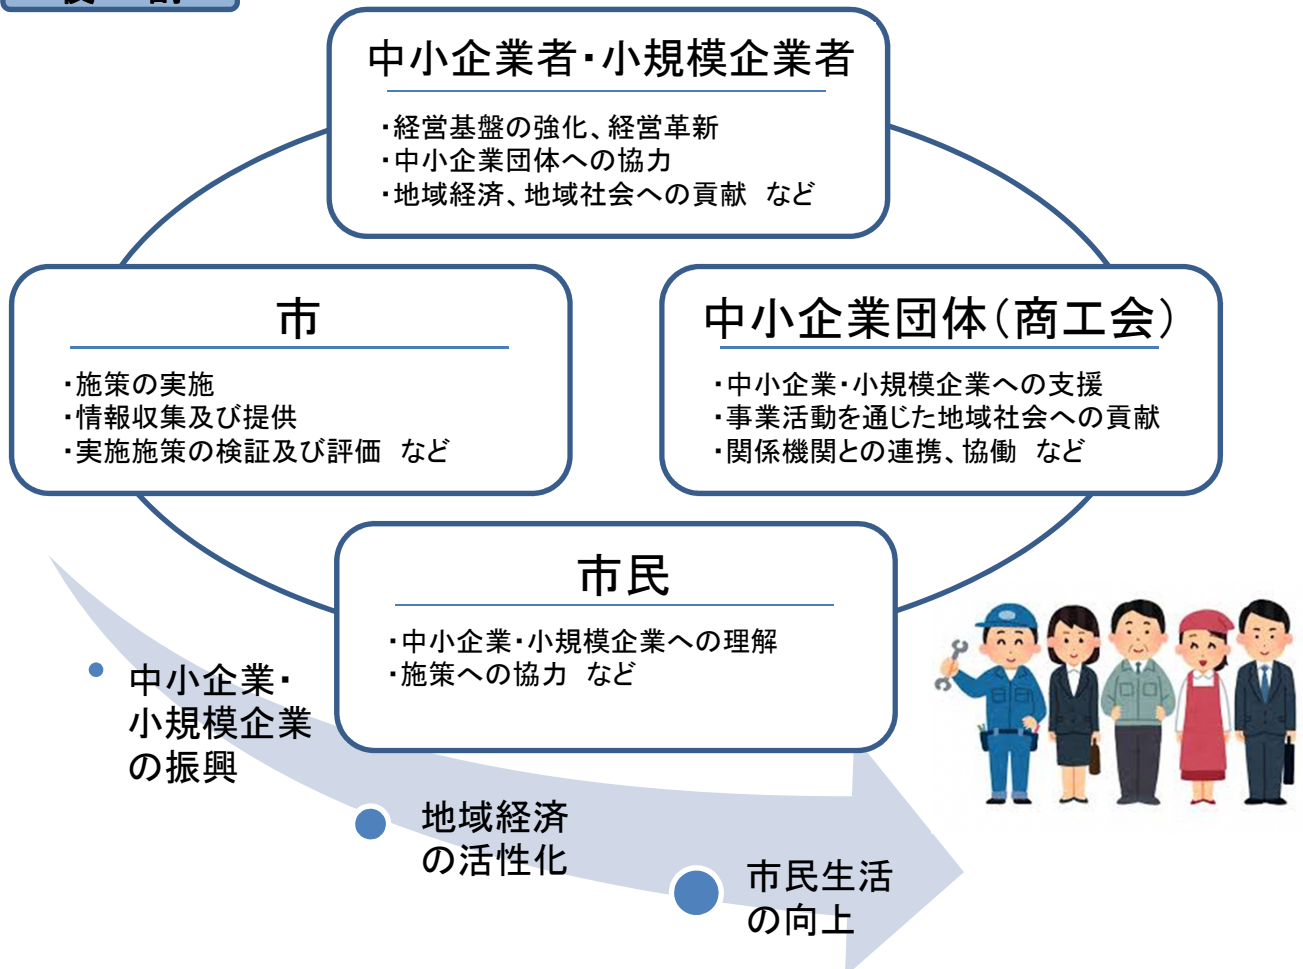 中小企業者・小規模企業者
・経営基盤の強化、経営革新
・中小企業団体への協力
・地域経済、地域社会への貢献 など
市
・施策の実施
・情報収集及び提供
・実施施策の検証及び評価 など
中小企業団体(商工会)
・中小企業・小規模企業への支援
・事業活動を通じた地域社会への貢献
・関係機関との連携、協働 など
市民
・中小企業・小規模企業への理解
・施策への協力 など
中小企業・
小規模企業
の振興
地域経済
の活性化
市民生活
の向上